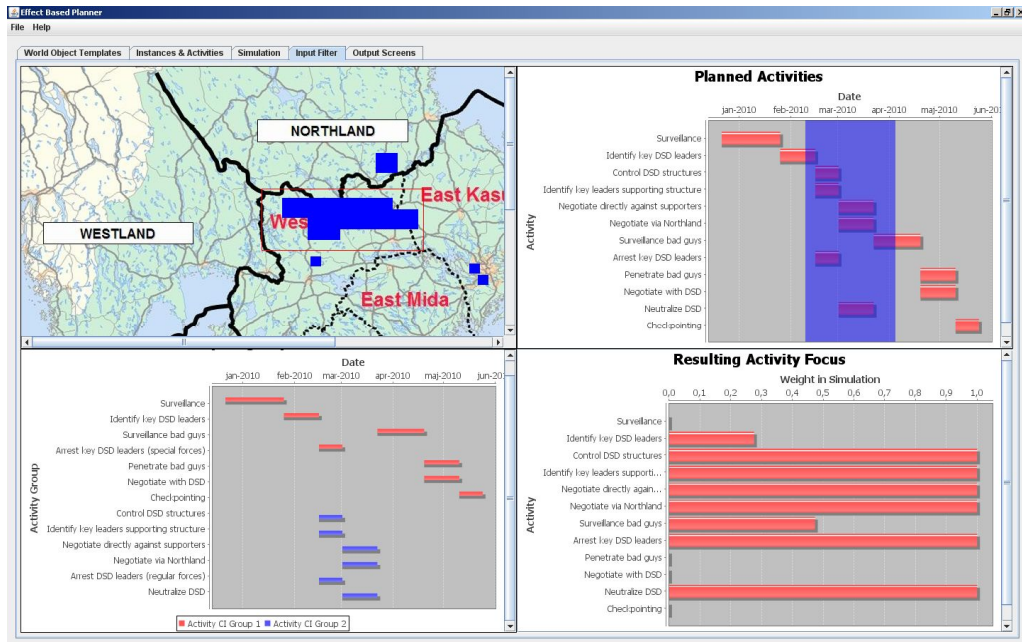 Effect Based Planner
File Help
World Object Templates Instances & Activities Simulation Input Filter Output Screens
NORTHLAND
East Kas
Wes
WESTLAND
East Mida
Planned Activities
Date
jan-2010 feb-2010 mar-2010 apr-2010 maj-2010 jun-201
Activity
Surveillance
Identify key DSD leaders
Control DSD structures
Identify key leaders supporting structure
Negotiate directly against supporters
Negotiate via Northland
Surveillance bad guys
Arrest key DSD leaders
Penetrate bad guys
Negotiate with DSD
Neutralize DSD
Checkpointing
Date
jan-2010 feb-2010 mar-2010 apr-2010 maj-2010 jun-201
Activity Group
Surveillance
Identify key DSD leaders
Surveillance bad guys
Arrest key DSD leaders (special forces)
Penetrate bad guys
Negotiate with DSD
Checkpointing
Control DSD structures
Identify key leaders supporting structure
Negotiate directly against supporters
Negotiate via Northland
Arrest DSD leaders (regular forces)
Neutralize DSD
Activity CI Group 1 Activity CI Group 2
Resulting Activity Focus
Weight in Simulation
0,0 0,1 0,2 0,3 0,4 0,5 0,6 0,7 0,8 0,9 1,0
Activity
Surveillance
Identify key DSD leaders
Control DSD structures
Identify key leaders supporti...
Negotiate directly again...
Negotiate via Northland
Surveillance bad guys
Arrest key DSD leaders
Penetrate bad guys
Negotiate with DSD
Neutralize DSD
Checkpointing